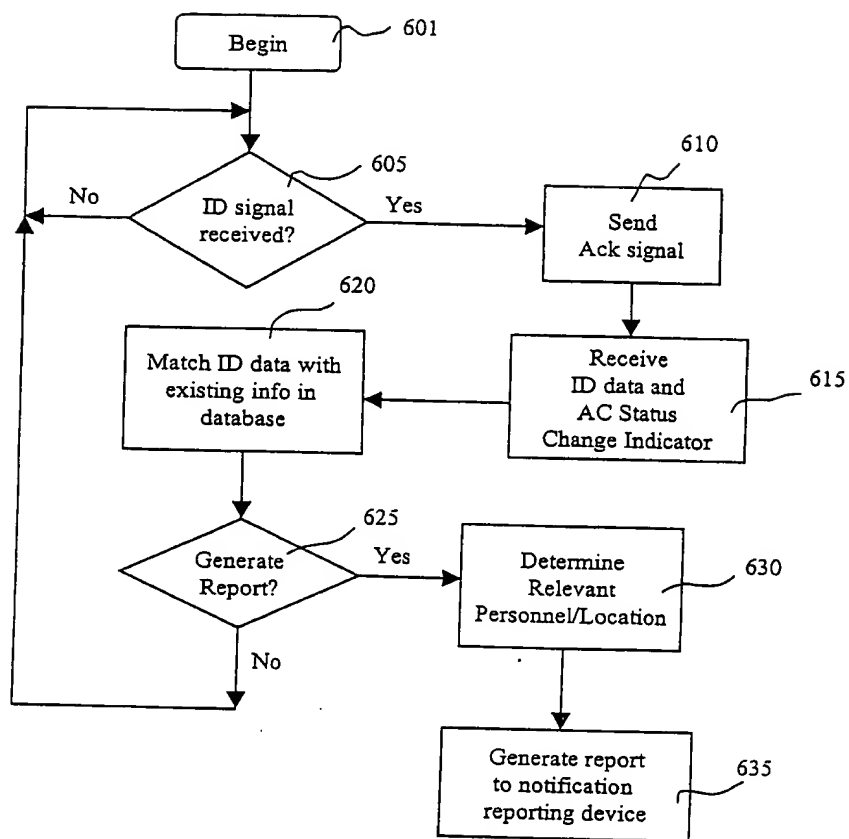 Begin
601
605
610
No
ID signal
received?
Yes
Send
Ack signal
620
Match ID data with
existing info in
database
Receive
ID data and
AC Status
Change Indicator
615
625
Generate
Report?
Yes
Determine
Relevant
Personnel/Location
630
No
Generate report
to notification
reporting device
635